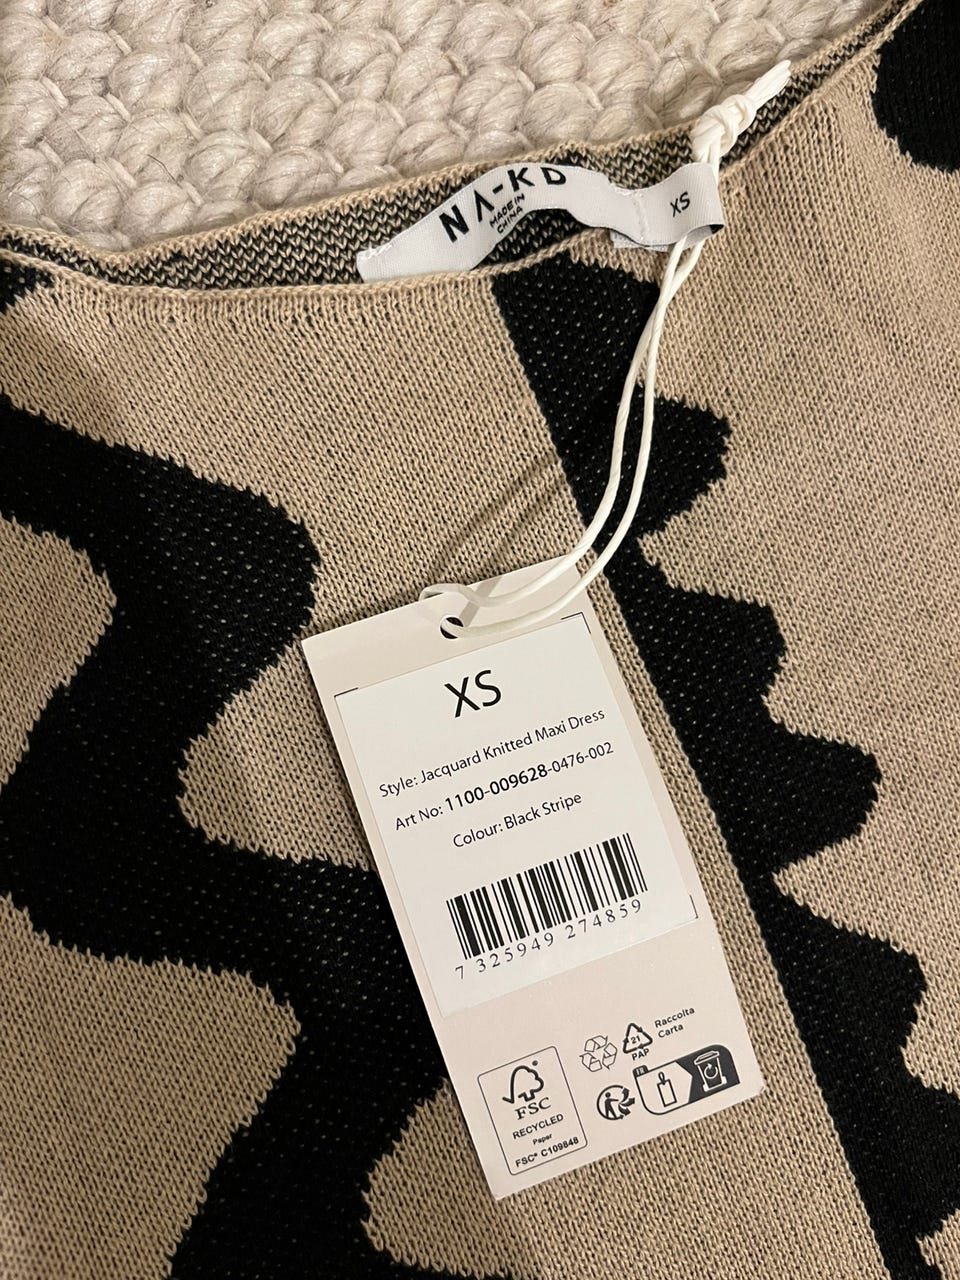 NA-KD
MADE IN
CHINA
XS
XS
Style: Jacquard Knitted Maxi Dress
Art No: 1100-009628-0476-002
Colour: Black Stripe
7 325949 274859
FSC
RECYCLED
Paper
FSC® C109848
21
PAP
Raccolta
Carta
FR